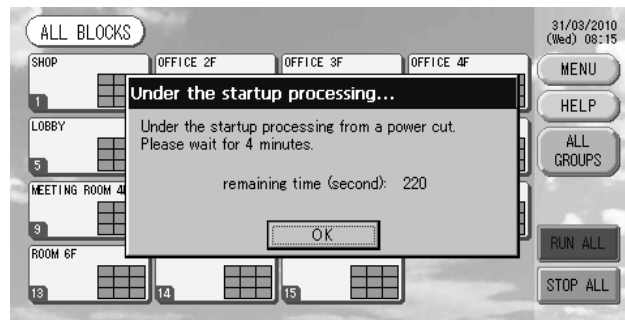 ALL BLOCKS
31/03/2010
(Wed) 08:15
SHOP
OFFICE 2F
OFFICE 3F
OFFICE 4F
MENU
1
Under the startup processing...
HELP
LOBBY
Under the startup processing from a power cut.
Please wait for 4 minutes.
ALL
GROUPS
5
MEETING ROOM
remaining time (second): 220
9
OK
RUN ALL
ROOM 6F
13
14
15
STOP ALL